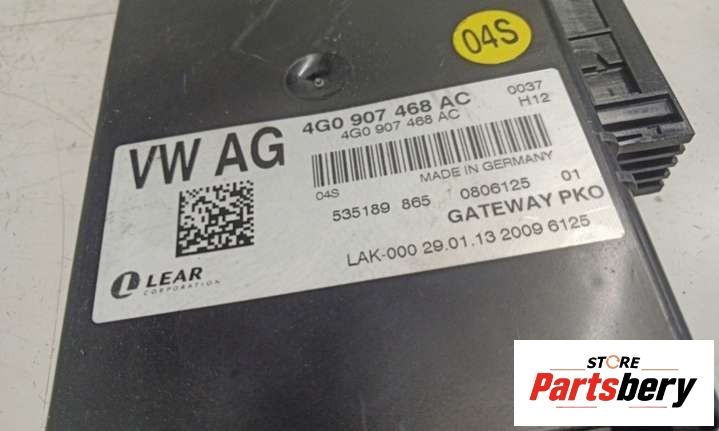 04S
VW AG
4G0 907 468 AC
4G0 907 468 AC
0037
H12
04S
MADE IN GERMANY
535189 865 0806125 01
GATEWAY PKO
LAK-000 29.01.13 2009 6125
LEAR
CORPORATION
STORE
Partsbery